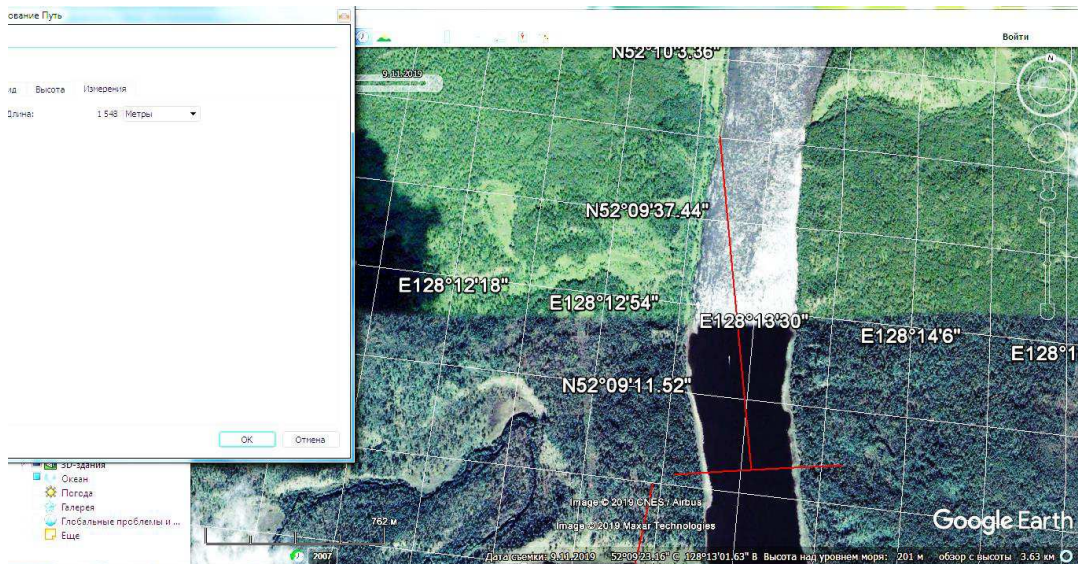 ование Путь
Войти
9.11.2019
N52°10'3.36"
ид Высота Измерения
Длина: 1 548 Метры
N52°09'37.44"
E128°12'18"
E128°12'54"
E128°13'30"
E128°14'6"
E128°1
N52°09'11.52"
OK Отмена
3D-здания
Океан
Погода
Галерея
Глобальные проблемы и ...
Еще
762 м
Image © 2019 CNES / Airbus
Image © 2019 Maxar Technologies
Google Earth
2007
Дата съемки: 9.11.2019 52°09'23.16" С 128°13'01.63" В Высота над уровнем моря: 201 м обзор с высоты 3.63 км
N